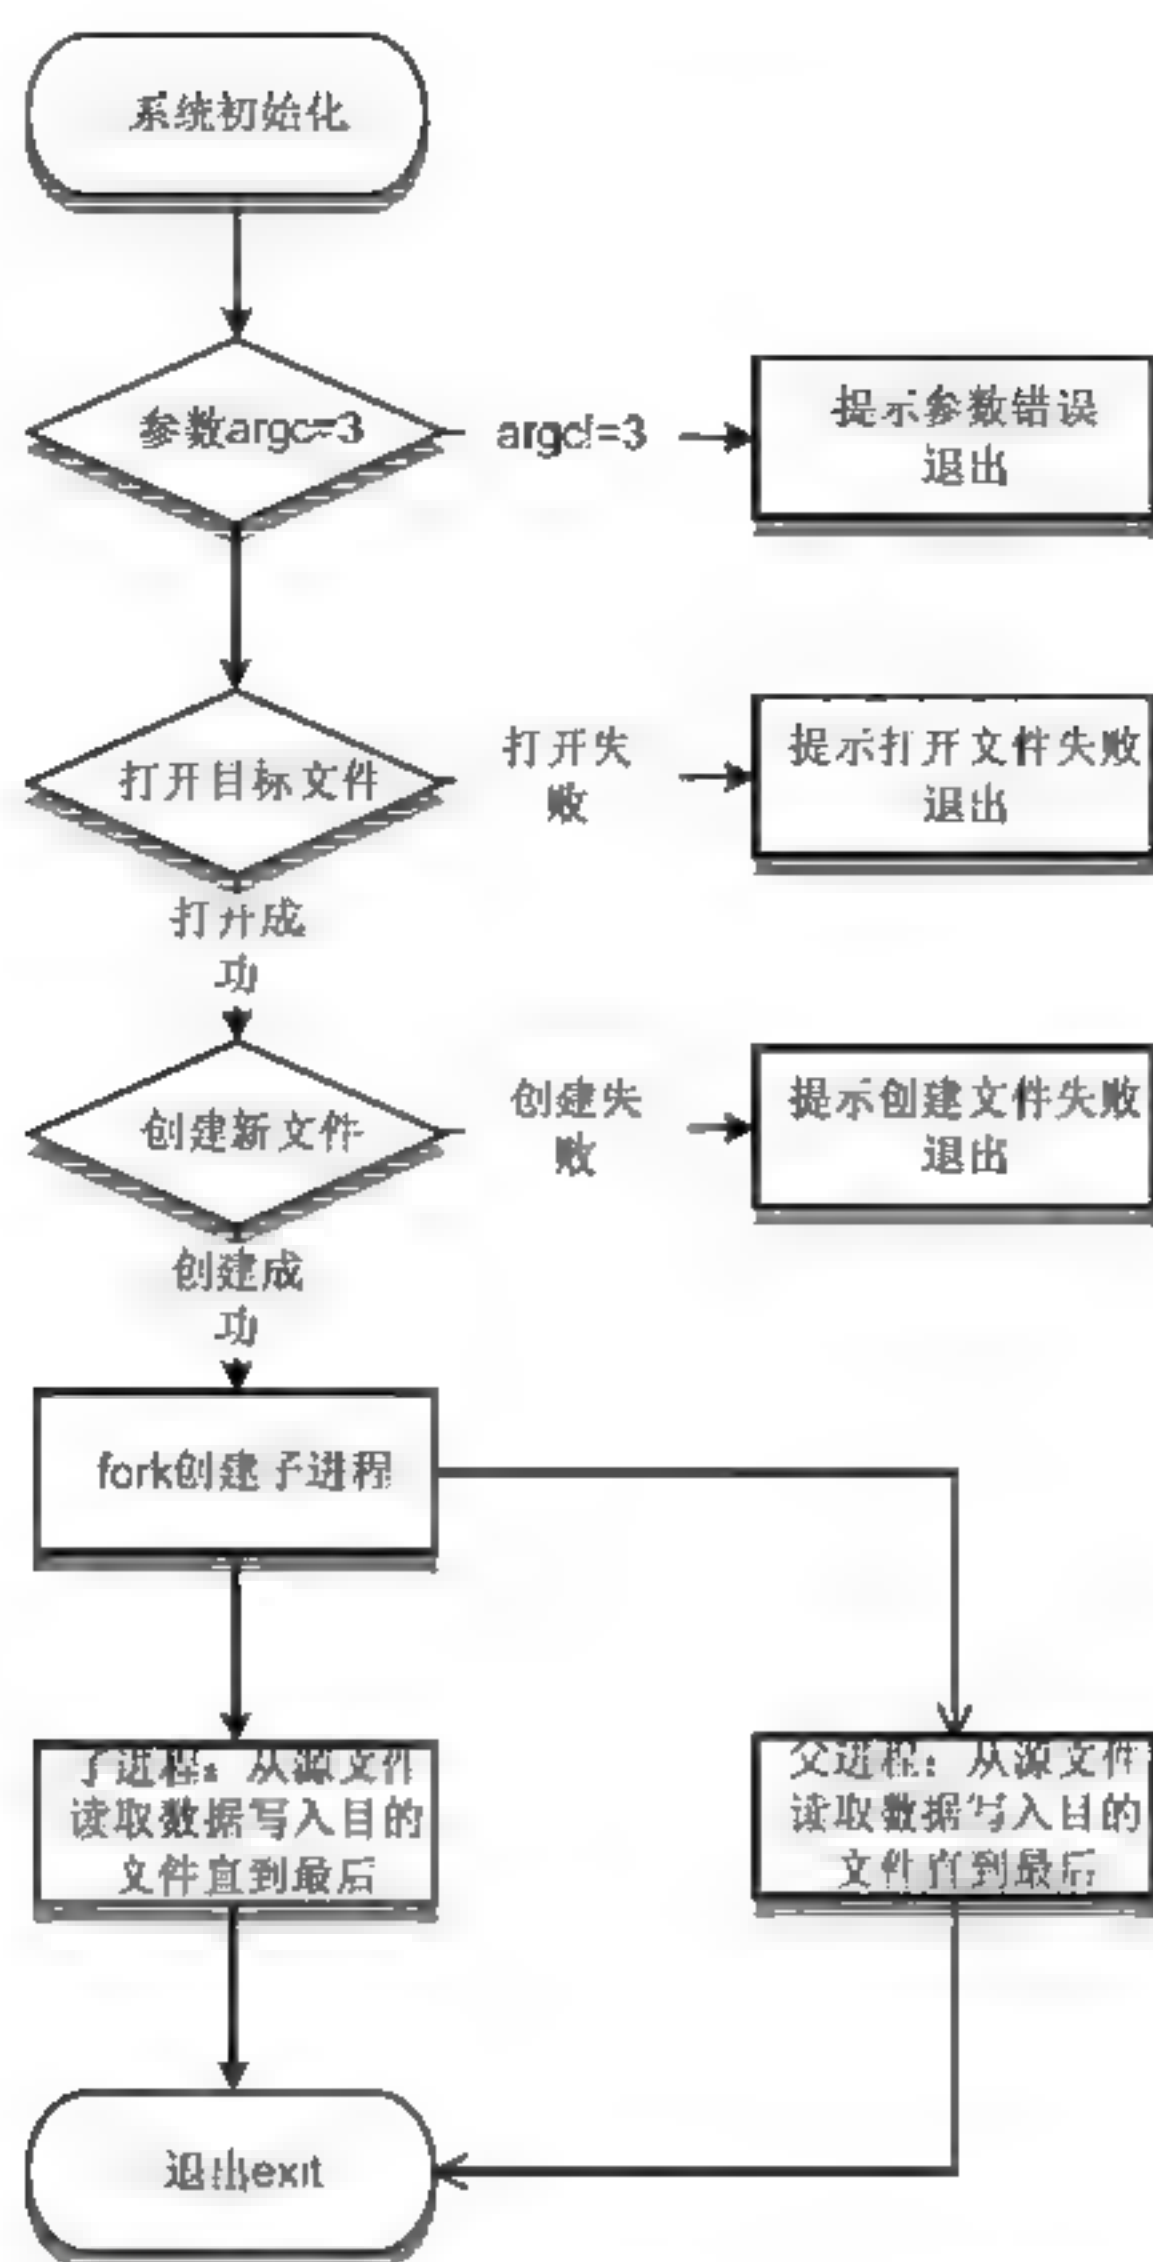 系统初始化
参数argc=3
argc!=3
提示参数错误
退出
打开目标文件
打开失
败
提示打开文件失败
退出
打开成
功
创建新文件
创建失
败
提示创建文件失败
退出
创建成
功
fork创建子进程
子进程：从源文件
读取数据写入目的
文件直到最后
父进程：从源文件
读取数据写入目的
文件直到最后
退出exit